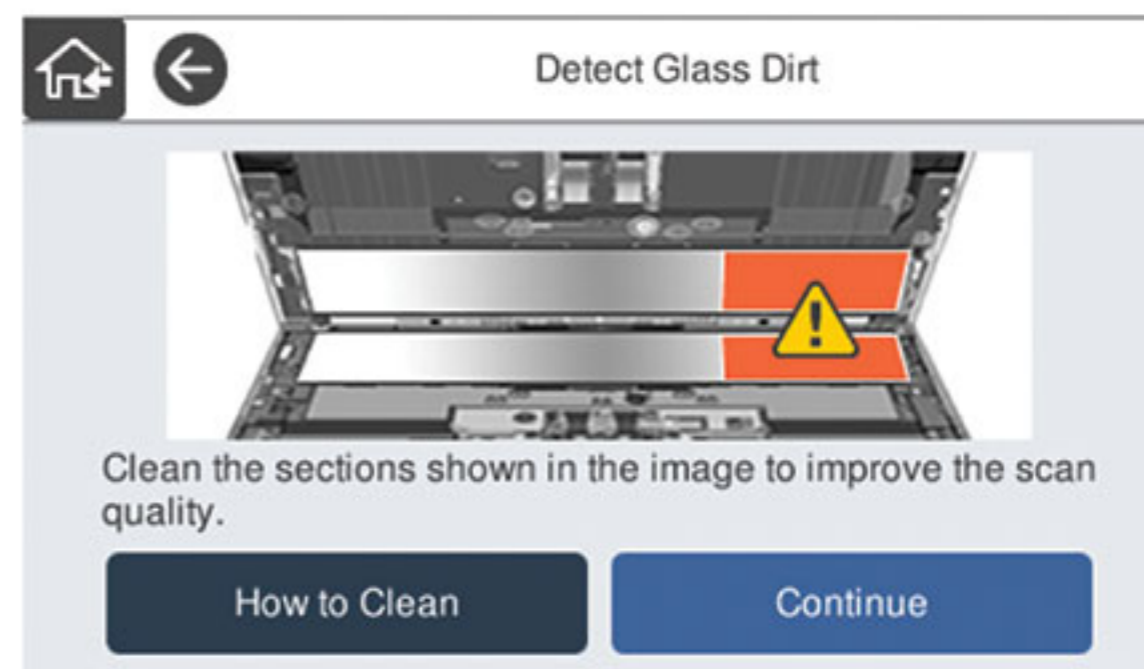 Detect Glass Dirt
Clean the sections shown in the image to improve the scan
quality.
How to Clean
Continue